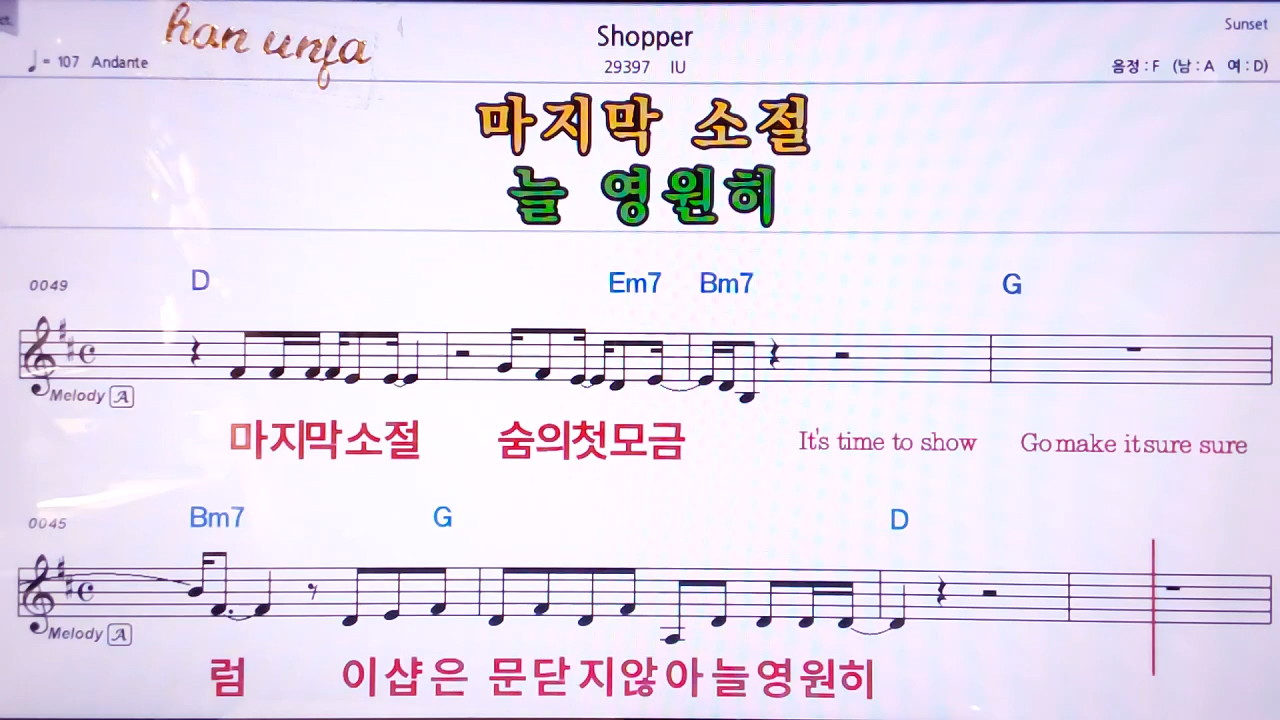 ct.
han unfa
Shopper
Sunset
♩= 107 Andante
29397 IU
음정 : F (남 : A 여 : D)
마지막 소절
늘 영원히
0049
D Em7 Bm7 G
Melody A
마지막소절 숨의첫모금 It's time to show Go make it sure sure
0045
Bm7 G D
Melody A
럼 이샵은 문닫지않아늘영원히